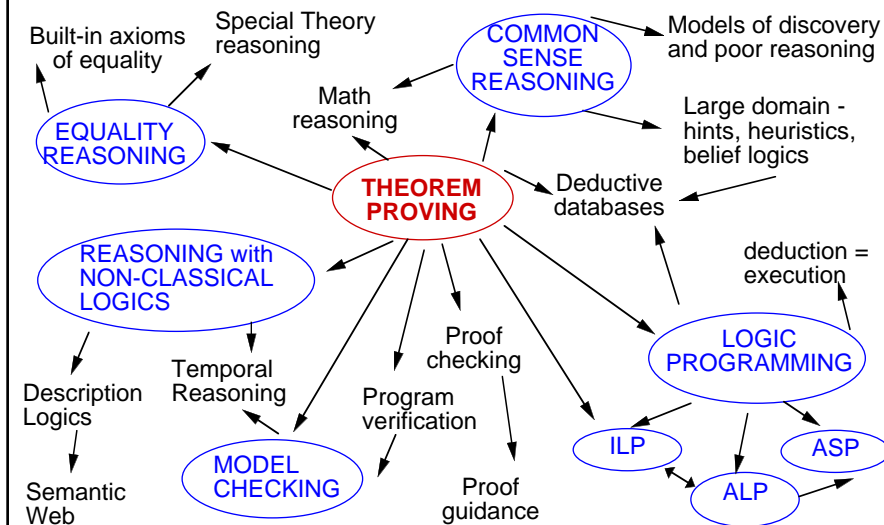 Built-in axioms
of equality
Special Theory
reasoning
COMMON
SENSE
REASONING
Models of discovery
and poor reasoning
Math
reasoning
Large domain -
hints, heuristics,
belief logics
EQUALITY
REASONING
THEOREM
PROVING
Deductive
databases
REASONING with
NON-CLASSICAL
LOGICS
deduction =
execution
Proof
checking
LOGIC
PROGRAMMING
Temporal
Reasoning
Description
Logics
Program
verification
ILP
ASP
MODEL
CHECKING
ALP
Semantic
Web
Proof
guidance